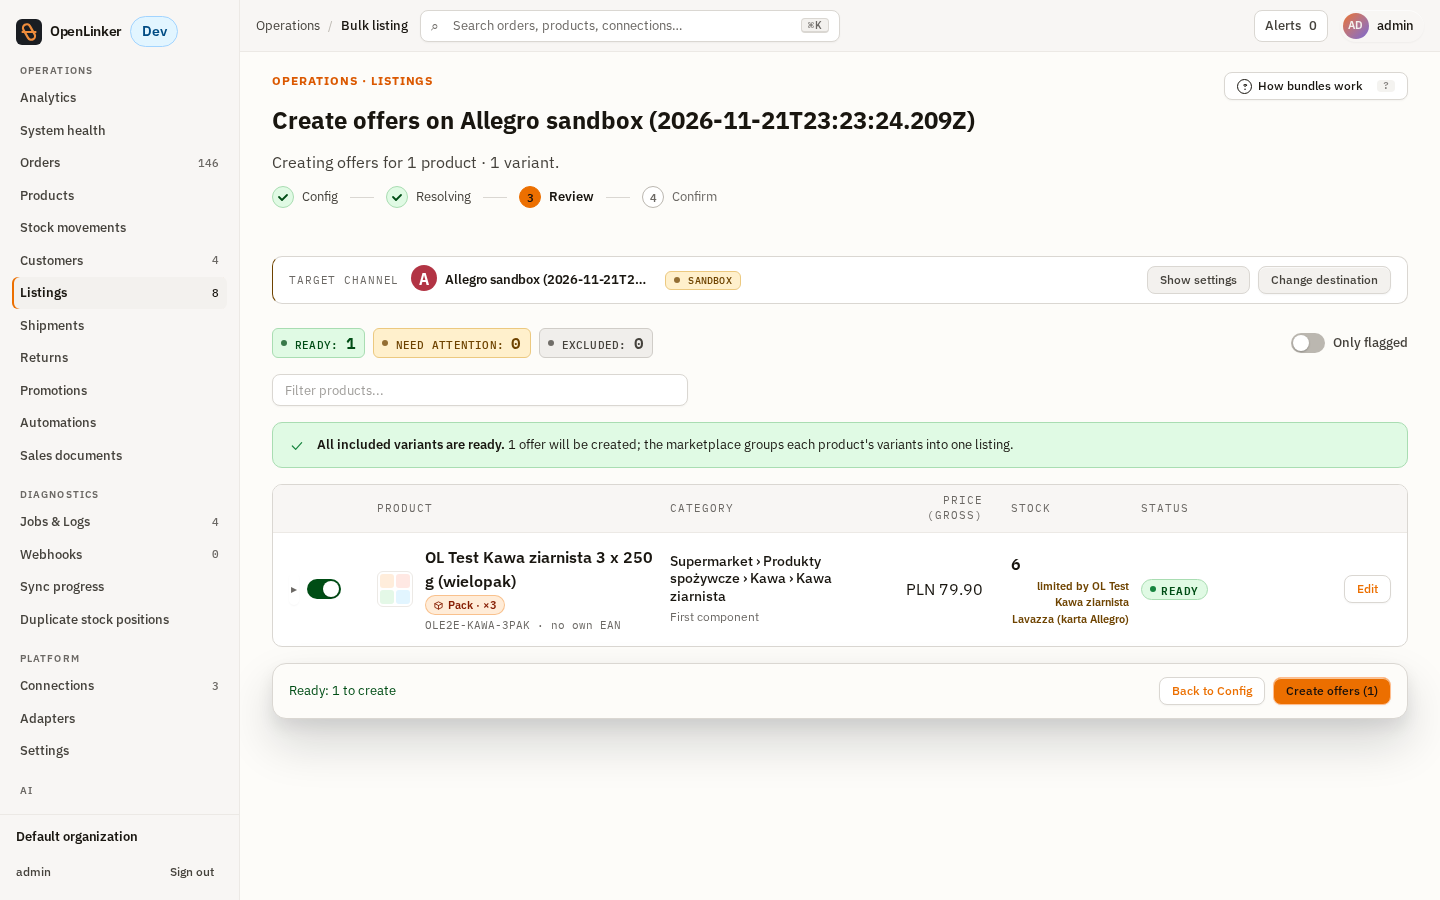 OpenLinker Dev
OPERATIONS
Analytics
System health
Orders 146
Products
Stock movements
Customers 4
Listings 8
Shipments
Returns
Promotions
Automations
Sales documents
DIAGNOSTICS
Jobs & Logs 4
Webhooks 0
Sync progress
Duplicate stock positions
PLATFORM
Connections 3
Adapters
Settings
AI
Default organization
admin Sign out
Operations / Bulk listing
Search orders, products, connections... ⌘K
Alerts 0
AD admin
OPERATIONS · LISTINGS
? How bundles work ?
Create offers on Allegro sandbox (2026-11-21T23:23:24.209Z)
Creating offers for 1 product · 1 variant.
Config
Resolving
3 Review
4 Confirm
TARGET CHANNEL A Allegro sandbox (2026-11-21T2... SANDBOX
Show settings Change destination
READY: 1 NEED ATTENTION: 0 EXCLUDED: 0
Only flagged
Filter products...
All included variants are ready. 1 offer will be created; the marketplace groups each product's variants into one listing.
PRODUCT CATEGORY PRICE (GROSS) STOCK STATUS
OL Test Kawa ziarnista 3 x 250
g (wielopak)
Pack · ×3
OLE2E-KAWA-3PAK · no own EAN
Supermarket › Produkty
spożywcze › Kawa › Kawa
ziarnista
First component
PLN 79.90
6
limited by OL Test
Kawa ziarnista
Lavazza (karta Allegro)
READY
Edit
Ready: 1 to create
Back to Config Create offers (1)